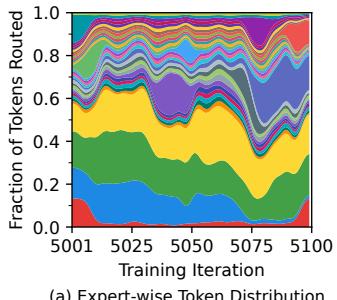 Fraction of Tokens Routed
1.0
0.8
0.6
0.4
0.2
0.0
5001 5025 5050 5075 5100
Training Iteration
(a) Expert-wise Token Distribution